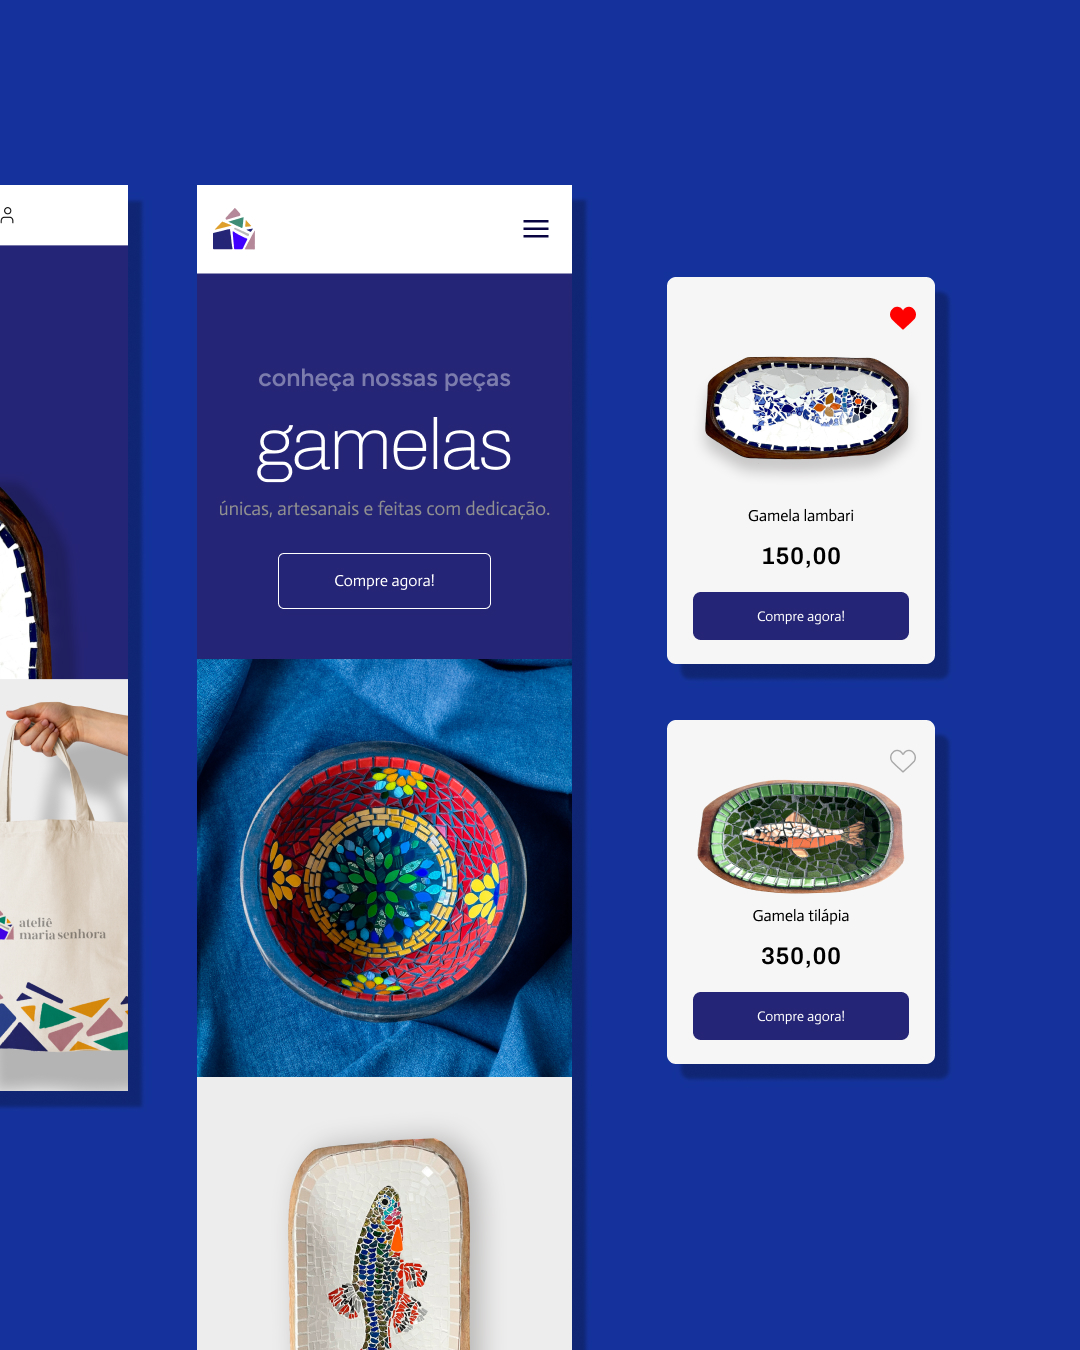 ateliê
maria senhora
conheça nossas peças
gamelas
únicas, artesanais e feitas com dedicação.
Compre agora!
Gamela lambari
150,00
Compre agora!
Gamela tilápia
350,00
Compre agora!